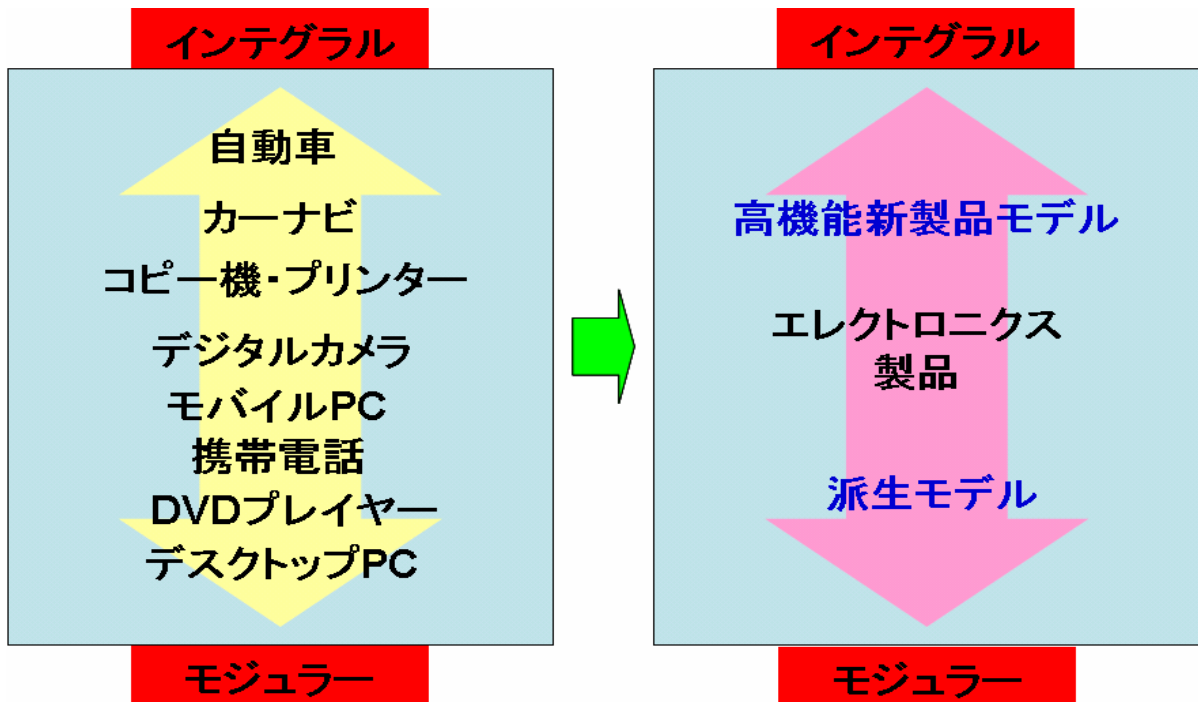 インテグラル
自動車
カーナビ
コピー機・プリンター
デジタルカメラ
モバイルPC
携帯電話
DVDプレイヤー
デスクトップPC
モジュラー
インテグラル
高機能新製品モデル
エレクトロニクス
製品
派生モデル
モジュラー